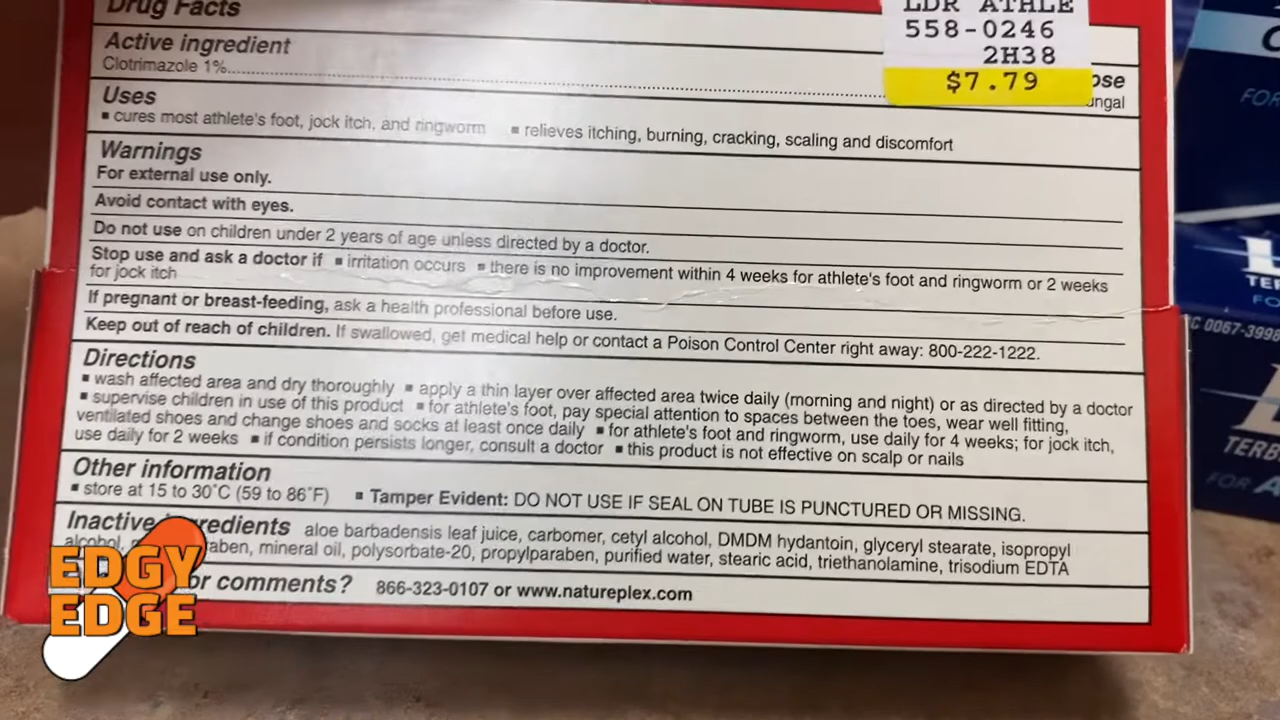 Drug Facts
LDR ATHLE
558-0246
2H38
$7.79
Active ingredient
Clotrimazole 1%
Uses
▪ cures most athlete's foot, jock itch, and ringworm ▪ relieves itching, burning, cracking, scaling and discomfort
Warnings
For external use only.
Avoid contact with eyes.
Do not use on children under 2 years of age unless directed by a doctor.
Stop use and ask a doctor if ▪ irritation occurs ▪ there is no improvement within 4 weeks for athlete's foot and ringworm or 2 weeks
for jock itch
If pregnant or breast-feeding, ask a health professional before use.
Keep out of reach of children. If swallowed, get medical help or contact a Poison Control Center right away: 800-222-1222.
Directions
▪ wash affected area and dry thoroughly ▪ apply a thin layer over affected area twice daily (morning and night) or as directed by a doctor
▪ supervise children in use of this product ▪ for athlete's foot, pay special attention to spaces between the toes, wear well fitting,
ventilated shoes and change shoes and socks at least once daily ▪ for athlete's foot and ringworm, use daily for 4 weeks; for jock itch,
use daily for 2 weeks ▪ if condition persists longer, consult a doctor ▪ this product is not effective on scalp or nails
Other information
▪ store at 15 to 30˚C (59 to 86˚F) ▪ Tamper Evident: DO NOT USE IF SEAL ON TUBE IS PUNCTURED OR MISSING.
Inactive ingredients aloe barbadensis leaf juice, carbomer, cetyl alcohol, DMDM hydantoin, glyceryl stearate, isopropyl
alcohol, mineral oil, polysorbate-20, propylparaben, purified water, stearic acid, triethanolamine, trisodium EDTA
or comments? 866-323-0107 or www.natureplex.com
EDGY
EDGE
FOR
C 0067-3998
TERB
FOR